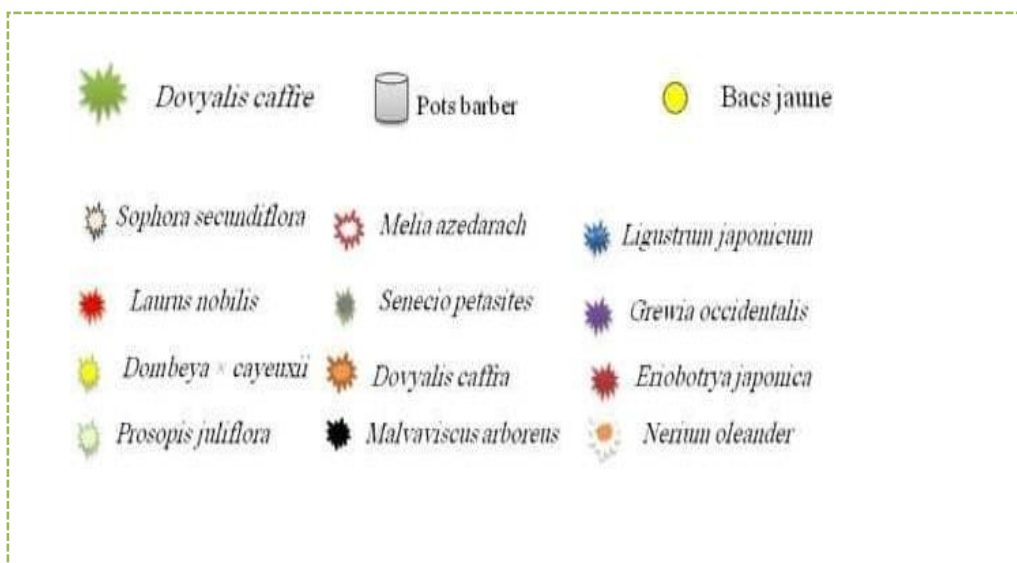 Dovyalis caffre
Pots barber
Bacs jaune
Sophora secundiflora
Melia azedarach
Ligustrum japonicum
Laurus nobilis
Senecio petasites
Grewia occidentalis
Dombeya × cayeuxii
Dovyalis caffra
Eriobotrya japonica
Prosopis juliflora
Malvaviscus arboreus
Nerium oleander